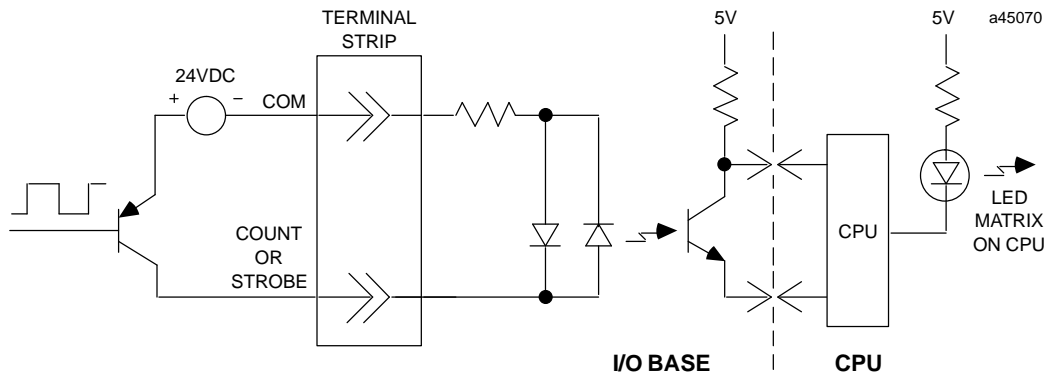 TERMINAL
STRIP
5V
5V
a45070
24VDC
+ −
COM
COUNT
OR
STROBE
CPU
LED
MATRIX
ON CPU
I/O BASE
CPU